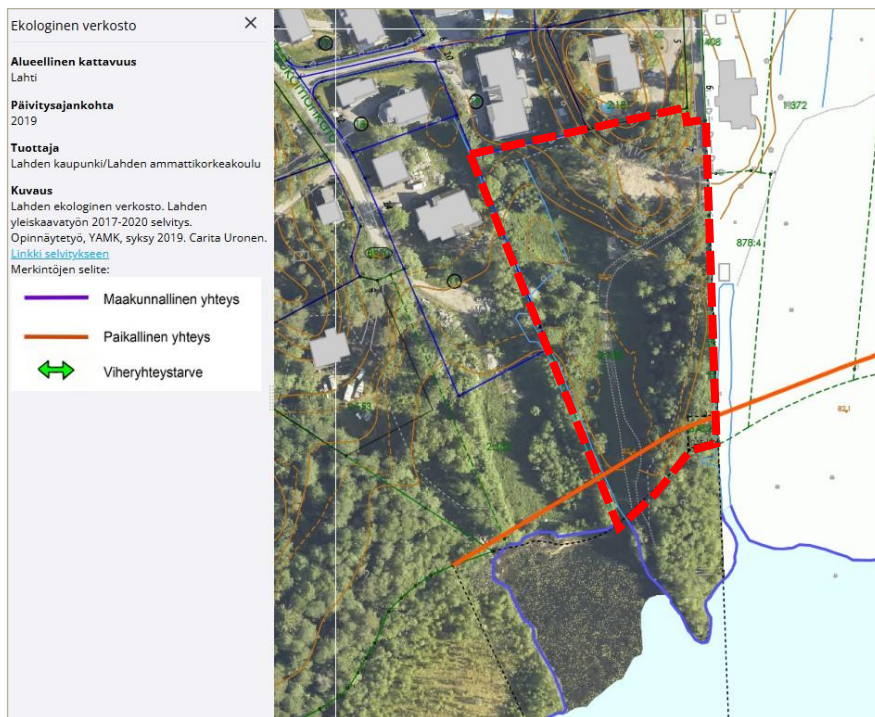 Ekologinen verkosto
Alueellinen kattavuus
Lahti
Päivitysajankohta
2019
Tuottaja
Lahden kaupunki/Lahden ammattikorkeakoulu
Kuvaus
Lahden ekologinen verkosto. Lahden
yleiskaavatyön 2017-2020 selvitys.
Opinnäytetyö, YAMK, syksy 2019. Carita Uronen.
Linkki selvitykseen
Merkintöjen selite:
Maakunnallinen yhteys
Paikallinen yhteys
Viheryhteystarve
878:4
82,1